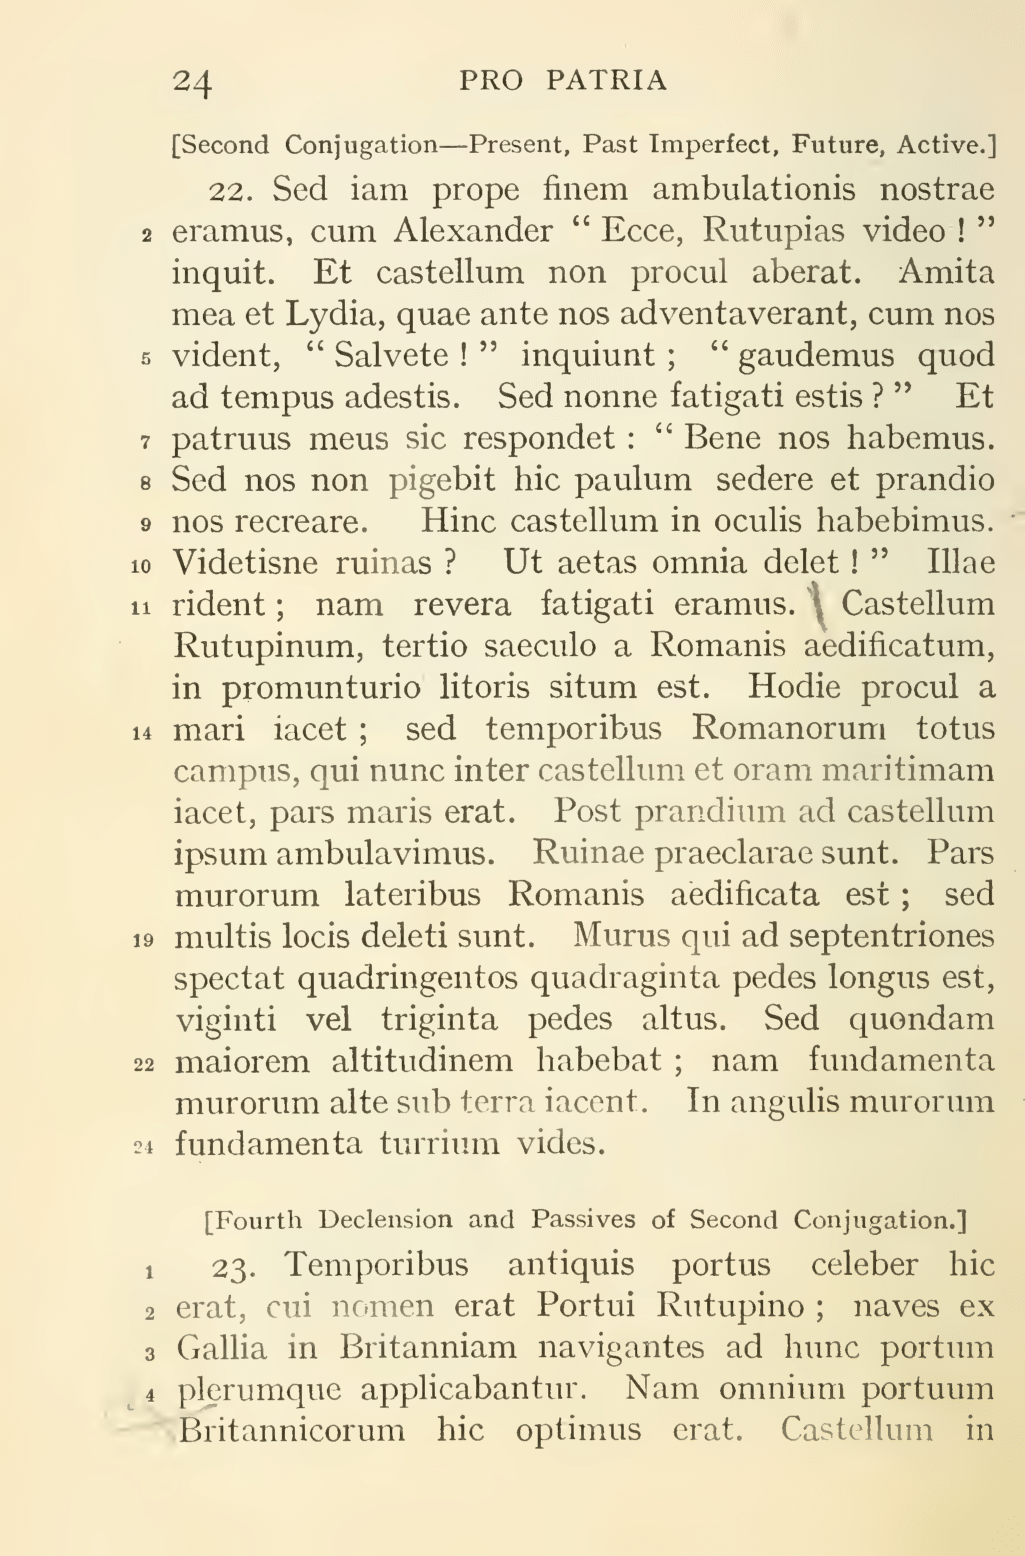 24 PRO PATRIA
[Second Conjugation—Present, Past Imperfect, Future, Active.]
22. Sed iam prope finem ambulationis nostrae
2 eramus, cum Alexander “ Ecce, Rutupias video ! ”
inquit. Et castellum non procul aberat. Amita
mea et Lydia, quae ante nos adventaverant, cum nos
5 vident, “ Salvete ! ” inquiunt ; “ gaudemus quod
ad tempus adestis. Sed nonne fatigati estis ? ” Et
7 patruus meus sic respondet : “ Bene nos habemus.
8 Sed nos non pigebit hic paulum sedere et prandio
9 nos recreare. Hinc castellum in oculis habebimus.
10 Videtisne ruinas ? Ut aetas omnia delet ! ” Illae
11 rident ; nam revera fatigati eramus. Castellum
Rutupinum, tertio saeculo a Romanis aedificatum,
in promunturio litoris situm est. Hodie procul a
14 mari iacet ; sed temporibus Romanorum totus
campus, qui nunc inter castellum et oram maritimam
iacet, pars maris erat. Post prandium ad castellum
ipsum ambulavimus. Ruinae praeclarae sunt. Pars
murorum lateribus Romanis aedificata est ; sed
19 multis locis deleti sunt. Murus qui ad septentriones
spectat quadringentos quadraginta pedes longus est,
viginti vel triginta pedes altus. Sed quondam
22 maiorem altitudinem habebat ; nam fundamenta
murorum alte sub terra iacent. In angulis murorum
24 fundamenta turrium vides.
[Fourth Declension and Passives of Second Conjugation.]
1 23. Temporibus antiquis portus celeber hic
2 erat, cui nomen erat Portui Rutupino ; naves ex
3 Gallia in Britanniam navigantes ad hunc portum
4 plerumque applicabantur. Nam omnium portuum
Britannicorum hic optimus erat. Castellum in